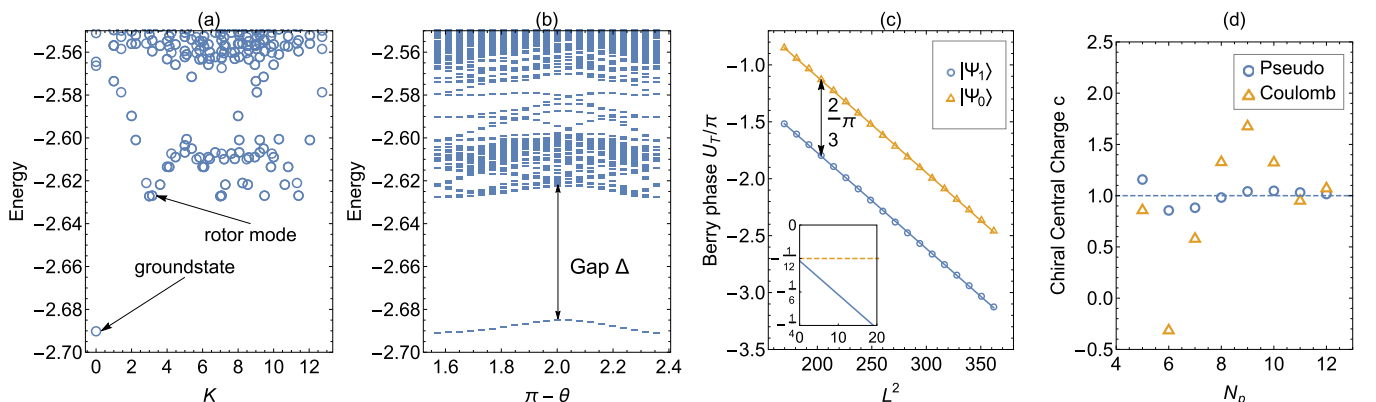 (a)
−2.56
−2.58
−2.60
−2.62
−2.64
−2.66
−2.68
−2.70
Energy
rotor mode
groundstate
0 2 4 6 8 10 12
K
(b)
−2.56
−2.58
−2.60
−2.62
−2.64
−2.66
−2.68
−2.70
Energy
Gap Δ
1.6 1.8 2.0 2.2 2.4
π − θ
(c)
−1.0
−1.5
−2.0
−2.5
−3.0
−3.5
Berry phase U_T/π
|Ψ₁⟩
|Ψ₀⟩
2/3 π
0
−1/12
−1/6
−1/4
0 10 20
200 250 300 350
L²
(d)
2.5
2.0
1.5
1.0
0.5
0.0
−0.5
Chiral Central Charge c
Pseudo
Coulomb
4 6 8 10 12
N_p